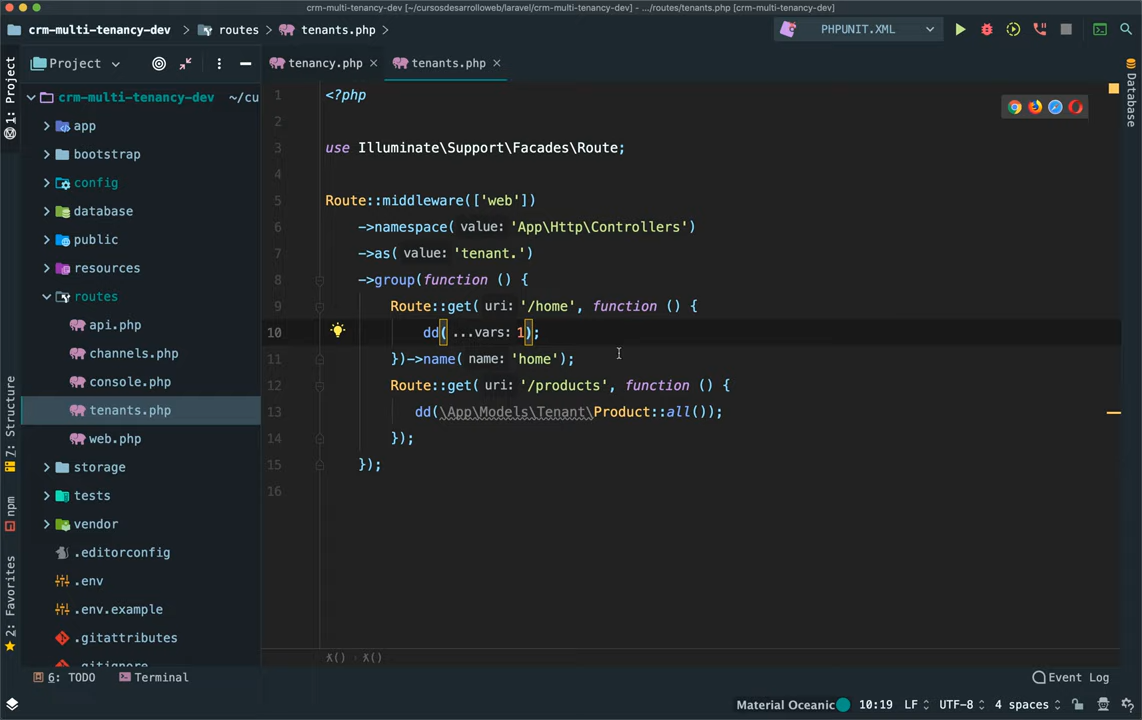 crm-multi-tenancy-dev [~/cursosdesarrolloweb/laravel/crm-multi-tenancy-dev] - .../routes/tenants.php [crm-multi-tenancy-dev]
crm-multi-tenancy-dev routes tenants.php PHPUNIT.XML
1: Project
Project
tenancy.php
tenants.php
Database
crm-multi-tenancy-dev ~/cu
app
bootstrap
config
database
public
resources
routes
api.php
channels.php
console.php
tenants.php
web.php
storage
tests
vendor
.editorconfig
.env
.env.example
.gitattributes
.gitignore
1 <?php
2
3 use Illuminate\Support\Facades\Route;
4
5 Route::middleware(['web'])
6 ->namespace( value: 'App\Http\Controllers')
7 ->as( value: 'tenant.')
8 ->group(function () {
9 Route::get( uri: '/home', function () {
10 dd( ...vars: 1);
11 })->name( name: 'home');
12 Route::get( uri: '/products', function () {
13 dd(\App\Models\Tenant\Product::all());
14 });
15 });
16
λ() λ()
7: Structure
npm
2: Favorites
6: TODO Terminal Event Log
Material Oceanic 10:19 LF UTF-8 4 spaces